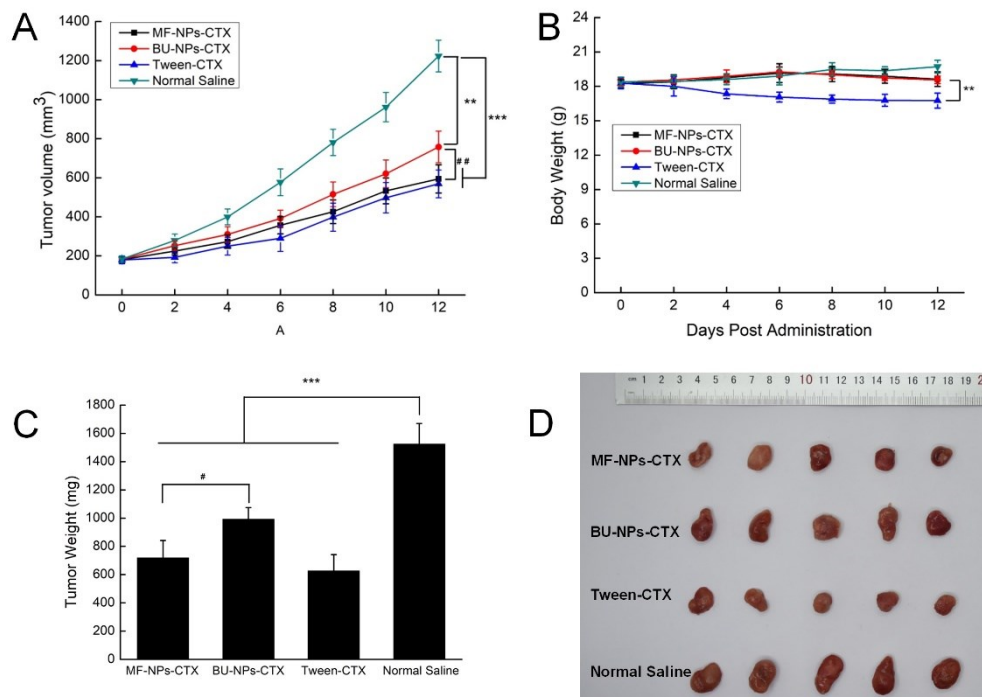 A
MF-NPs-CTX
BU-NPs-CTX
Tween-CTX
Normal Saline
Tumor volume (mm³)
1400
1200
1000
800
600
400
200
0
0 2 4 6 8 10 12
A
**
***
##
B
Body Weight (g)
24
21
18
15
12
9
6
3
0
**
MF-NPs-CTX
BU-NPs-CTX
Tween-CTX
Normal Saline
0 2 4 6 8 10 12
Days Post Administration
C
***
#
Tumor Weight (mg)
1800
1600
1400
1200
1000
800
600
400
200
0
MF-NPs-CTX BU-NPs-CTX Tween-CTX Normal Saline
D
1 2 3 4 5 6 7 8 9 10 11 12 13 14 15 16 17 18 19
MF-NPs-CTX
BU-NPs-CTX
Tween-CTX
Normal Saline